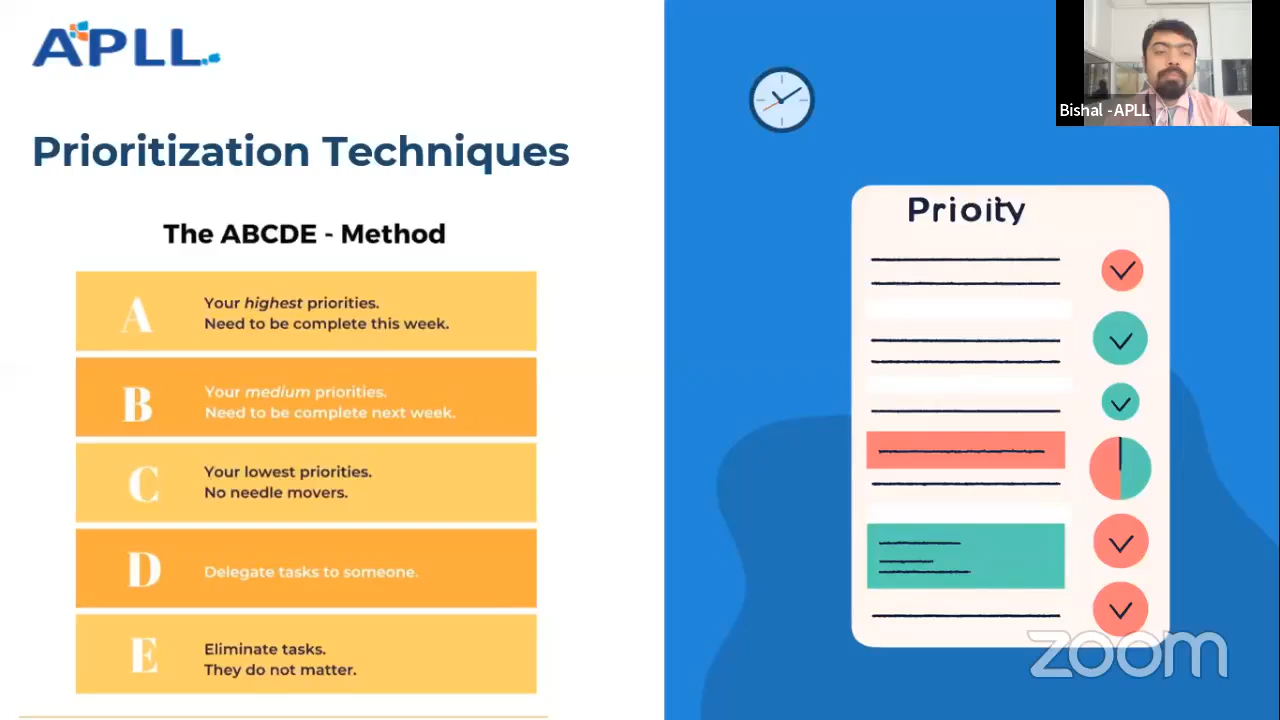 APLL
Prioritization Techniques
The ABCDE - Method
A
Your highest priorities.
Need to be complete this week.
B
Your medium priorities.
Need to be complete next week.
C
Your lowest priorities.
No needle movers.
D
Delegate tasks to someone.
E
Eliminate tasks.
They do not matter.
Prioity
Bishal -APLL
zoom